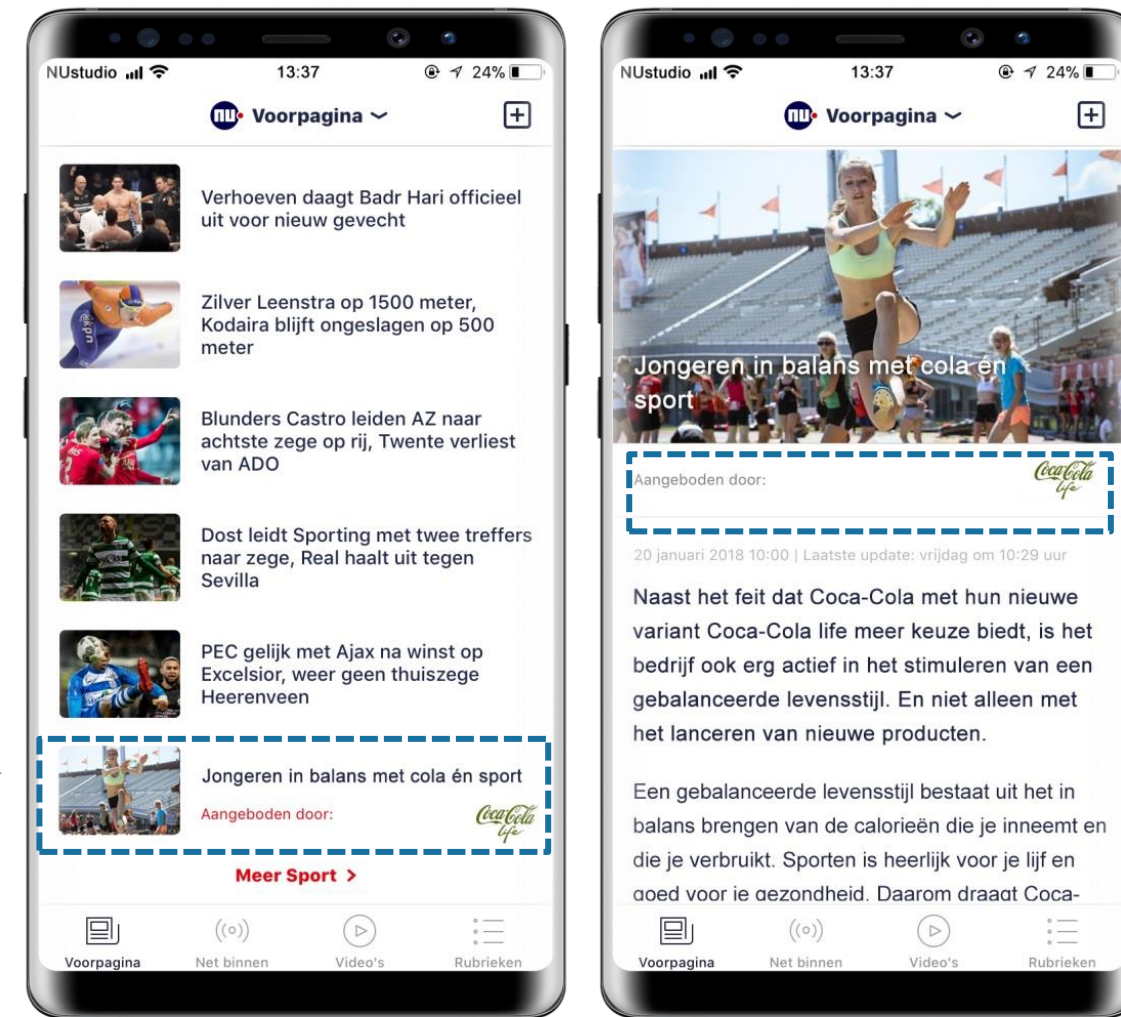 NUstudio 13:37 24%
nu Voorpagina
Verhoeven daagt Badr Hari officieel
uit voor nieuw gevecht
Zilver Leenstra op 1500 meter,
Kodaira blijft ongeslagen op 500
meter
Blunders Castro leiden AZ naar
achtste zege op rij, Twente verliest
van ADO
Dost leidt Sporting met twee treffers
naar zege, Real haalt uit tegen
Sevilla
PEC gelijk met Ajax na winst op
Excelsior, weer geen thuiszege
Heerenveen
Jongeren in balans met cola én sport
Aangeboden door: Coca-Cola
life
Meer Sport >
Voorpagina Net binnen Video's Rubrieken
NUstudio 13:37 24%
nu Voorpagina
Jongeren in balans met cola én
sport
Aangeboden door: Coca-Cola
life
20 januari 2018 10:00 | Laatste update: vrijdag om 10:29 uur
Naast het feit dat Coca-Cola met hun nieuwe
variant Coca-Cola life meer keuze biedt, is het
bedrijf ook erg actief in het stimuleren van een
gebalanceerde levensstijl. En niet alleen met
het lanceren van nieuwe producten.
Een gebalanceerde levensstijl bestaat uit het in
balans brengen van de calorieën die je inneemt en
die je verbruikt. Sporten is heerlijk voor je lijf en
goed voor je gezondheid. Daarom draagt Coca-
Voorpagina Net binnen Video's Rubrieken